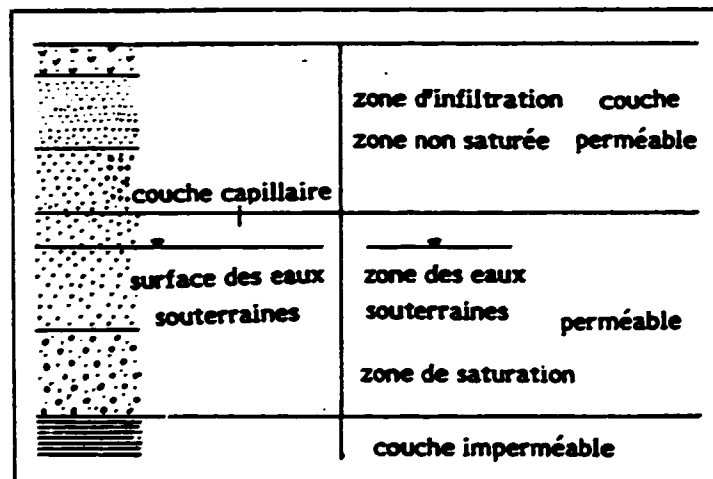 zone d'infiltration couche
zone non saturée perméable
couche capillaire
surface des eaux
souterraines
zone des eaux
souterraines
perméable
zone de saturation
couche imperméable